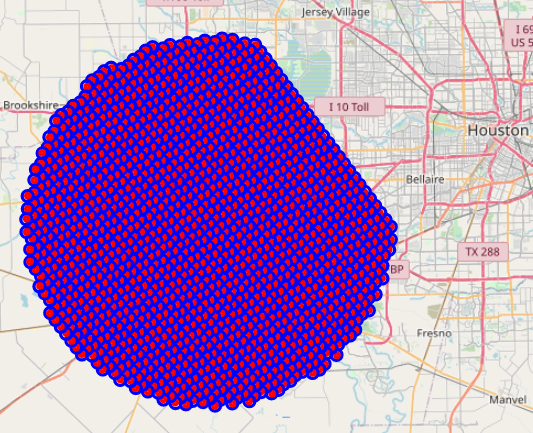 Jersey Village
I 69
US 5
I 10 Toll
Brookshire
Houston
Bellaire
TX 288
BP
Fresno
Manvel